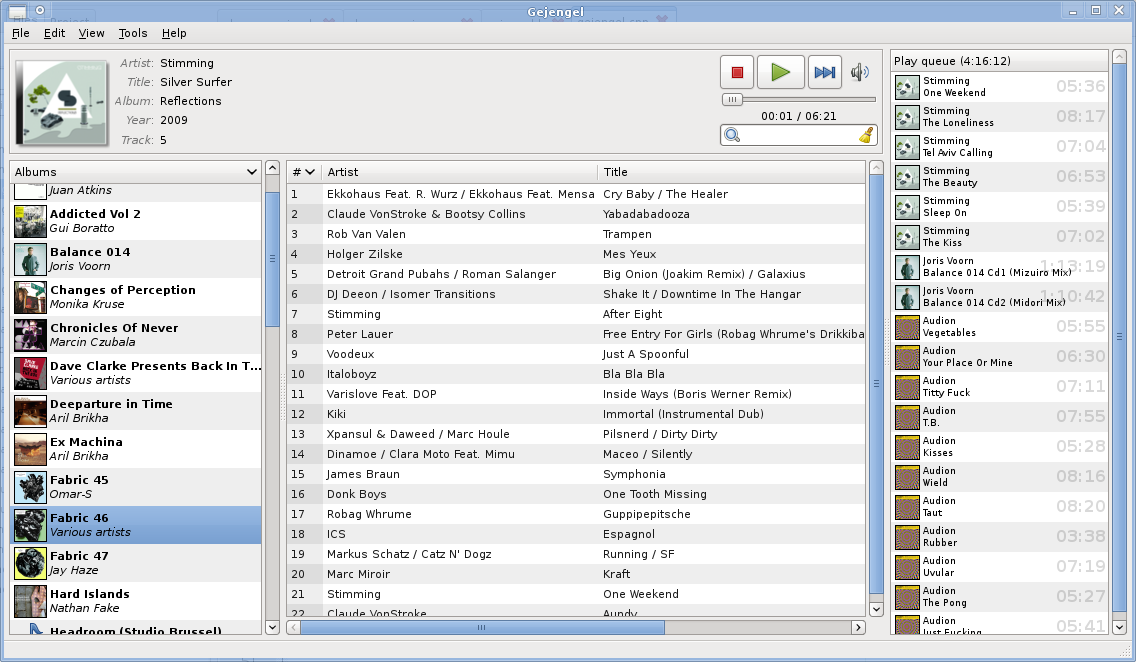 Gejengel
File Edit View Tools Help
Artist: Stimming
Title: Silver Surfer
Album: Reflections
Year: 2009
Track: 5
00:01 / 06:21
Albums
Juan Atkins
Addicted Vol 2
Gui Boratto
Balance 014
Joris Voorn
Changes of Perception
Monika Kruse
Chronicles Of Never
Marcin Czubala
Dave Clarke Presents Back In T...
Various artists
Deeparture in Time
Aril Brikha
Ex Machina
Aril Brikha
Fabric 45
Omar-S
Fabric 46
Various artists
Fabric 47
Jay Haze
Hard Islands
Nathan Fake
Headroom (Studio Brussel)
# Artist Title
1 Ekkohaus Feat. R. Wurz / Ekkohaus Feat. Mensa Cry Baby / The Healer
2 Claude VonStroke & Bootsy Collins Yabadabadooza
3 Rob Van Valen Trampen
4 Holger Zilske Mes Yeux
5 Detroit Grand Pubahs / Roman Salanger Big Onion (Joakim Remix) / Galaxius
6 DJ Deeon / Isomer Transitions Shake It / Downtime In The Hangar
7 Stimming After Eight
8 Peter Lauer Free Entry For Girls (Robag Whrume's Drikkiba
9 Voodeux Just A Spoonful
10 Italoboyz Bla Bla Bla
11 Varislove Feat. DOP Inside Ways (Boris Werner Remix)
12 Kiki Immortal (Instrumental Dub)
13 Xpansul & Daweed / Marc Houle Pilsnerd / Dirty Dirty
14 Dinamoe / Clara Moto Feat. Mimu Maceo / Silently
15 James Braun Symphonia
16 Donk Boys One Tooth Missing
17 Robag Whrume Guppipepitsche
18 ICS Espagnol
19 Markus Schatz / Catz N' Dogz Running / SF
20 Marc Miroir Kraft
21 Stimming One Weekend
22 Claude VonStroke Aundy
Play queue (4:16:12)
Stimming
One Weekend 05:36
Stimming
The Loneliness 08:17
Stimming
Tel Aviv Calling 07:04
Stimming
The Beauty 06:53
Stimming
Sleep On 05:39
Stimming
The Kiss 07:02
Joris Voorn
Balance 014 Cd1 (Mizuiro Mix) 1:13:19
Joris Voorn
Balance 014 Cd2 (Midori Mix) 1:10:42
Audion
Vegetables 05:55
Audion
Your Place Or Mine 06:30
Audion
Titty Fuck 07:11
Audion
T.B. 07:55
Audion
Kisses 05:28
Audion
Wield 08:16
Audion
Taut 08:20
Audion
Rubber 03:38
Audion
Uvular 07:19
Audion
The Pong 05:27
Audion
Just Fucking 05:41